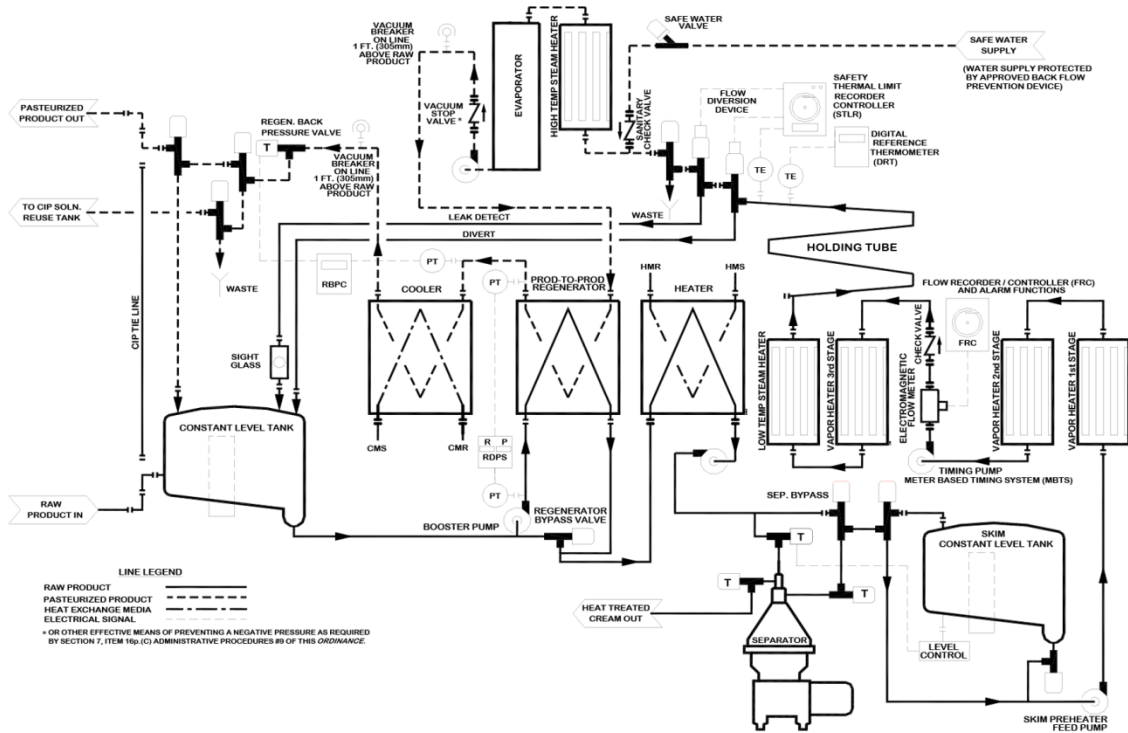 VACUUM
BREAKER
ON LINE
1 FT. (305mm)
ABOVE RAW
PRODUCT
SAFE WATER
VALVE
SAFE WATER
SUPPLY
(WATER SUPPLY PROTECTED
BY APPROVED BACK FLOW
PREVENTION DEVICE)
EVAPORATOR
HIGH TEMP STEAM HEATER
SANITARY
CHECK VALVE
FLOW
DIVERSION
DEVICE
SAFETY
THERMAL LIMIT
RECORDER
CONTROLLER
(STLR)
DIGITAL
REFERENCE
THERMOMETER
(DRT)
TE
TE
PASTEURIZED
PRODUCT OUT
REGEN. BACK
PRESSURE VALVE
T
VACUUM
STOP
VALVE *
VACUUM
BREAKER
ON LINE
1 FT. (305mm)
ABOVE RAW
PRODUCT
TO CIP SOLN.
REUSE TANK
WASTE
WASTE
LEAK DETECT
DIVERT
HOLDING TUBE
RBPC
PT
PT
COOLER
PROD-TO-PROD
REGENERATOR
HMR
HMS
HEATER
FLOW RECORDER / CONTROLLER (FRC)
AND ALARM FUNCTIONS
FRC
CHECK VALVE
ELECTROMAGNETIC
FLOW METER
LOW TEMP STEAM HEATER
VAPOR HEATER 3rd STAGE
VAPOR HEATER 2nd STAGE
VAPOR HEATER 1st STAGE
CIP TIE LINE
SIGHT
GLASS
CONSTANT LEVEL TANK
CMS
CMR
R P
RDPS
PT
TIMING PUMP
METER BASED TIMING SYSTEM (MBTS)
RAW
PRODUCT IN
BOOSTER PUMP
REGENERATOR
BYPASS VALVE
SEP. BYPASS
SKIM
CONSTANT LEVEL TANK
T
T
T
HEAT TREATED
CREAM OUT
SEPARATOR
LEVEL
CONTROL
SKIM PREHEATER
FEED PUMP
LINE LEGEND
RAW PRODUCT
PASTEURIZED PRODUCT
HEAT EXCHANGE MEDIA
ELECTRICAL SIGNAL
* OR OTHER EFFECTIVE MEANS OF PREVENTING A NEGATIVE PRESSURE AS REQUIRED
BY SECTION 7, ITEM 16p.(C) ADMINISTRATIVE PROCEDURES #9 OF THIS ORDINANCE.